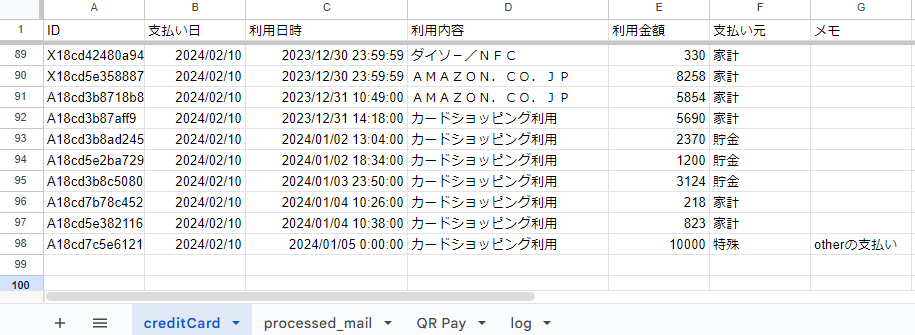 A B C D E F G
1 ID 支払い日 利用日時 利用内容 利用金額 支払い元 メモ
89 X18cd42480a94 2024/02/10 2023/12/30 23:59:59 ダイソー／ＮＦＣ 330 家計
90 X18cd5e358887 2024/02/10 2023/12/30 23:59:59 ＡＭＡＺＯＮ．ＣＯ．ＪＰ 8258 家計
91 A18cd3b8718b8 2024/02/10 2023/12/31 10:49:00 ＡＭＡＺＯＮ．ＣＯ．ＪＰ 5854 家計
92 A18cd3b87aff9 2024/02/10 2023/12/31 14:18:00 カードショッピング利用 5690 家計
93 A18cd3b8ad245 2024/02/10 2024/01/02 13:04:00 カードショッピング利用 2370 貯金
94 A18cd5e2ba729 2024/02/10 2024/01/02 18:34:00 カードショッピング利用 1200 貯金
95 A18cd3b8c5080 2024/02/10 2024/01/03 23:50:00 カードショッピング利用 3124 貯金
96 A18cd7b78c452 2024/02/10 2024/01/04 10:26:00 カードショッピング利用 218 家計
97 A18cd5e382116 2024/02/10 2024/01/04 10:38:00 カードショッピング利用 823 家計
98 A18cd7c5e6121 2024/02/10 2024/01/05 0:00:00 カードショッピング利用 10000 特殊 otherの支払い
99
100
creditCard processed_mail QR Pay log